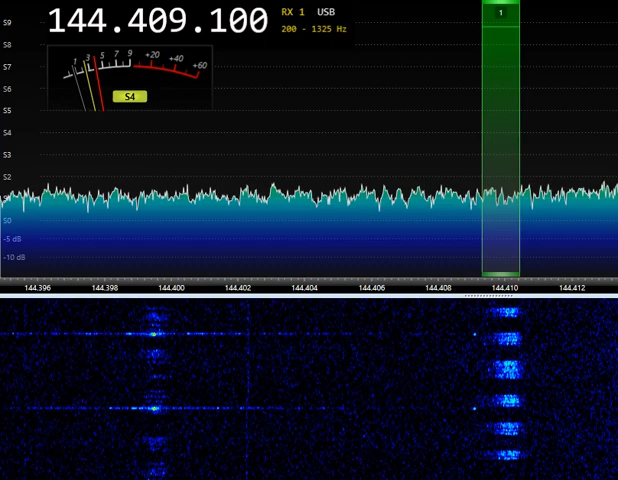 144.409.100
RX 1 USB
200 - 1325 Hz
1
S9
S8
S7
S6
S5
S4
S3
S2
S0
-5 dB
-10 dB
1 3 5 7 9 +20 +40 +60
S4
144.396 144.398 144.400 144.402 144.404 144.406 144.408 144.410 144.412